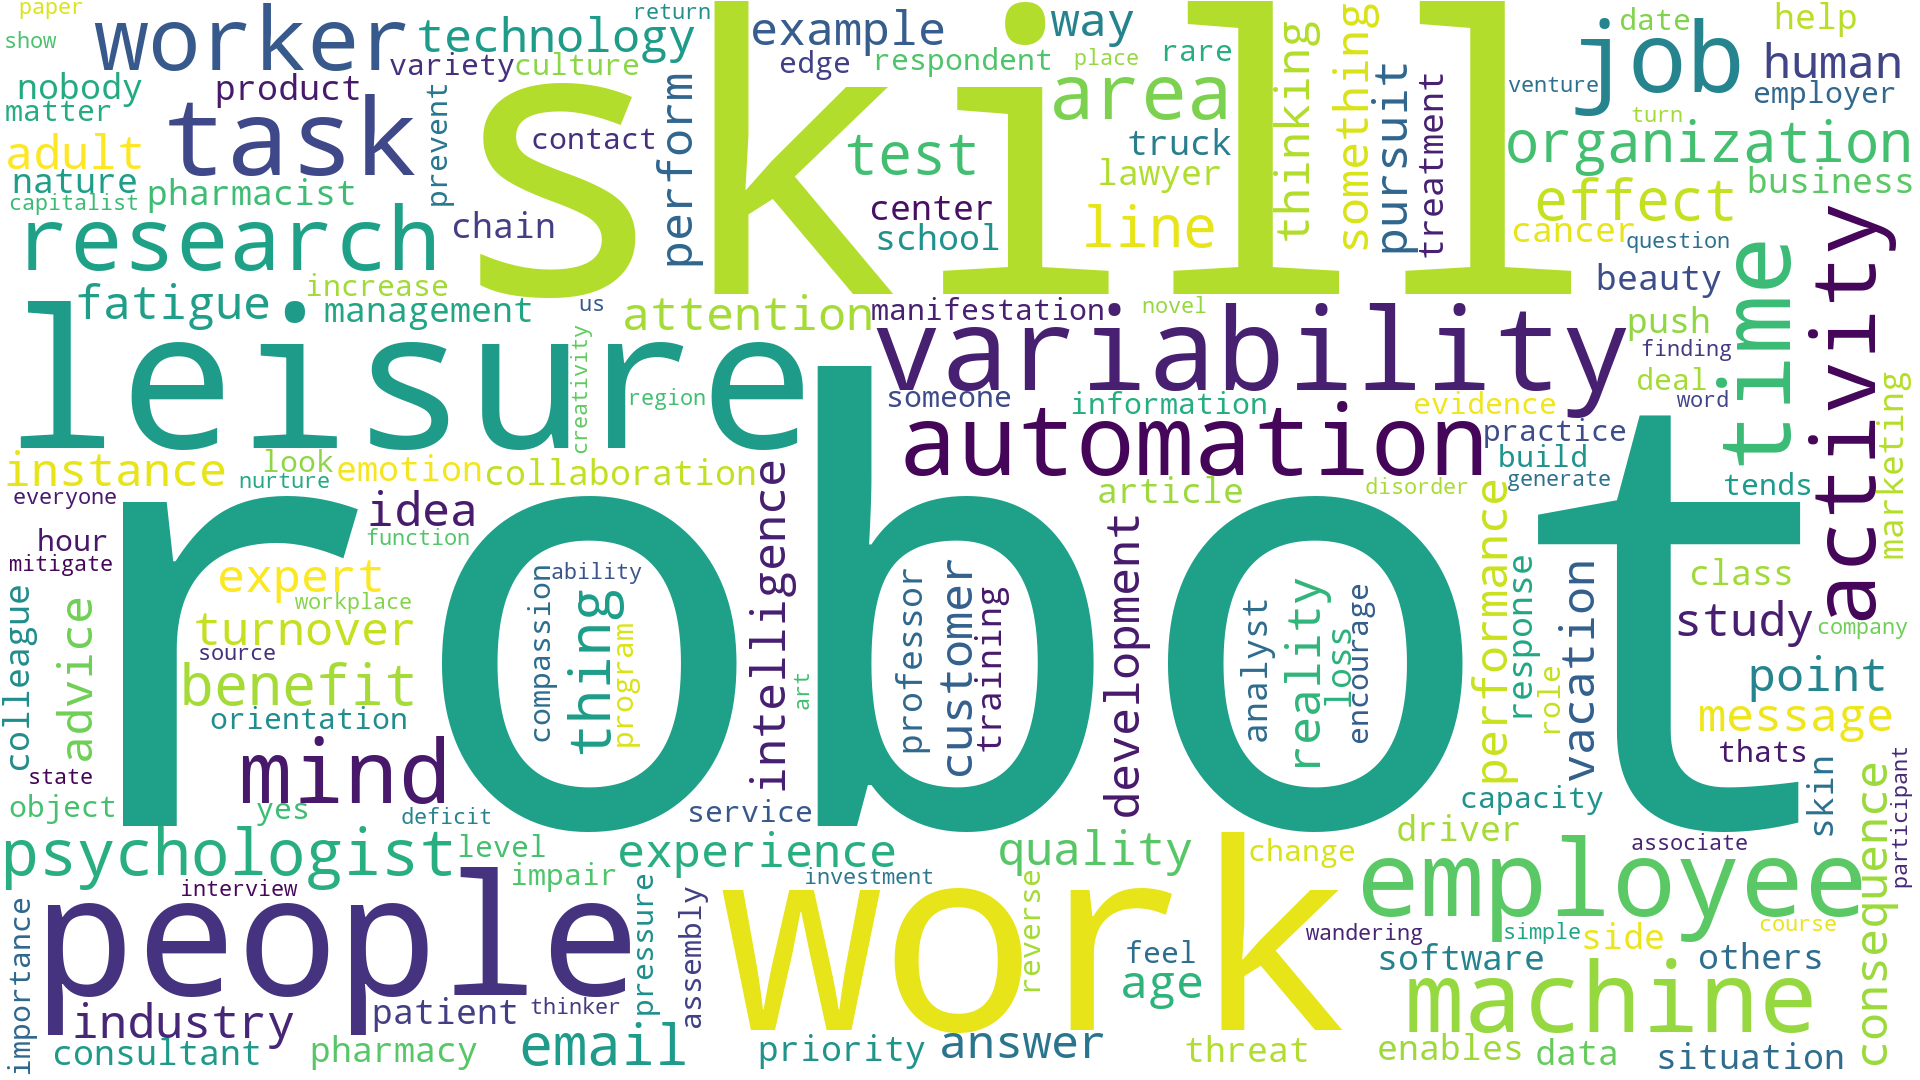 paper
show
worker
technology
return
skill
example
way
rare
date
help
job
human
nobody
product
variety
culture
edge
respondent
place
something
thinking
pursuit
treatment
venture
employer
matter
task
prevent
contact
perform
area
turn
adult
test
truck
organization
nature
pharmacist
lawyer
effect
business
capitalist
research
chain
center
school
line
cancer
question
activity
time
fatigue
increase
management
us
attention
manifestation
novel
beauty
push
leisure
creativity
region
variability
finding
someone
information
evidence
deal
word
marketing
instance
look
nurture
emotion
collaboration
automation
practice
build
generate
tends
everyone
idea
function
intelligence
article
disorder
hour
mitigate
robot
development
performance
expert
workplace
compassion
ability
thing
program
professor
customer
training
analyst
reality
loss
encourage
response
role
vacation
class
study
company
colleague
advice
turnover
source
benefit
orientation
art
point
message
thats
state
object
mind
yes
deficit
service
capacity
skin
participant
psychologist
level
impair
experience
quality
change
driver
associate
consequence
interview
people
pressure
assembly
investment
work
reverse
employee
importance
wandering
simple
side
course
feel
age
software
others
machine
industry
patient
thinker
consultant
pharmacy
email
priority
answer
threat
enables
data
situation